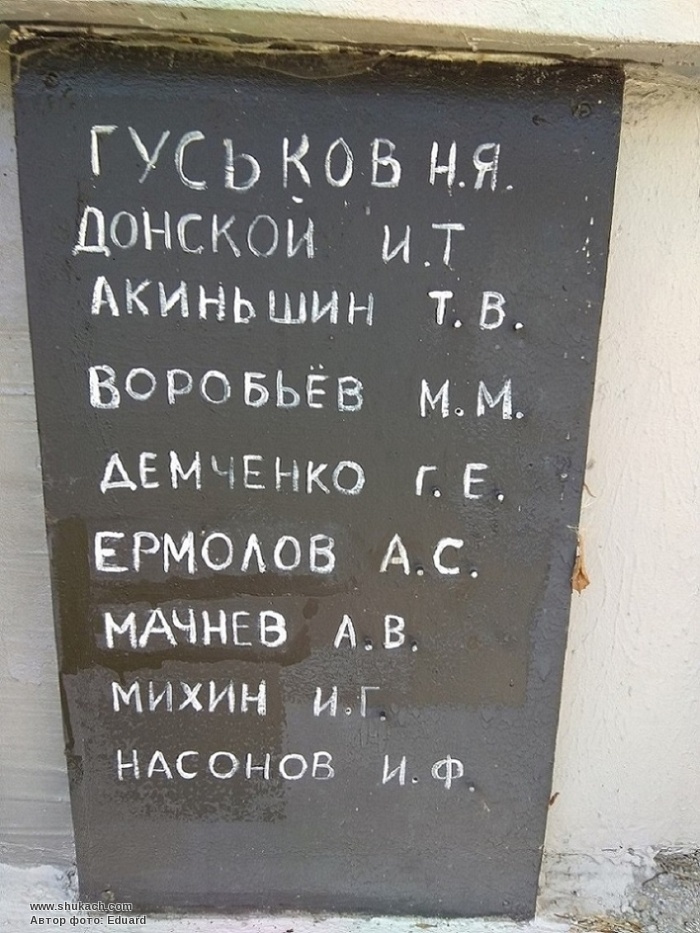 ГУСЬКОВ Н.Я.
ДОНСКОЙ И.Т
АКИНЬШИН Т.В.
ВОРОБЬЁВ М.М.
ДЕМЧЕНКО Г.Е.
ЕРМОЛОВ А.С.
МАЧНЕВ А.В.
МИХИН И.Г.
НАСОНОВ И.Ф.
www.shukach.com
Автор фото: Eduard